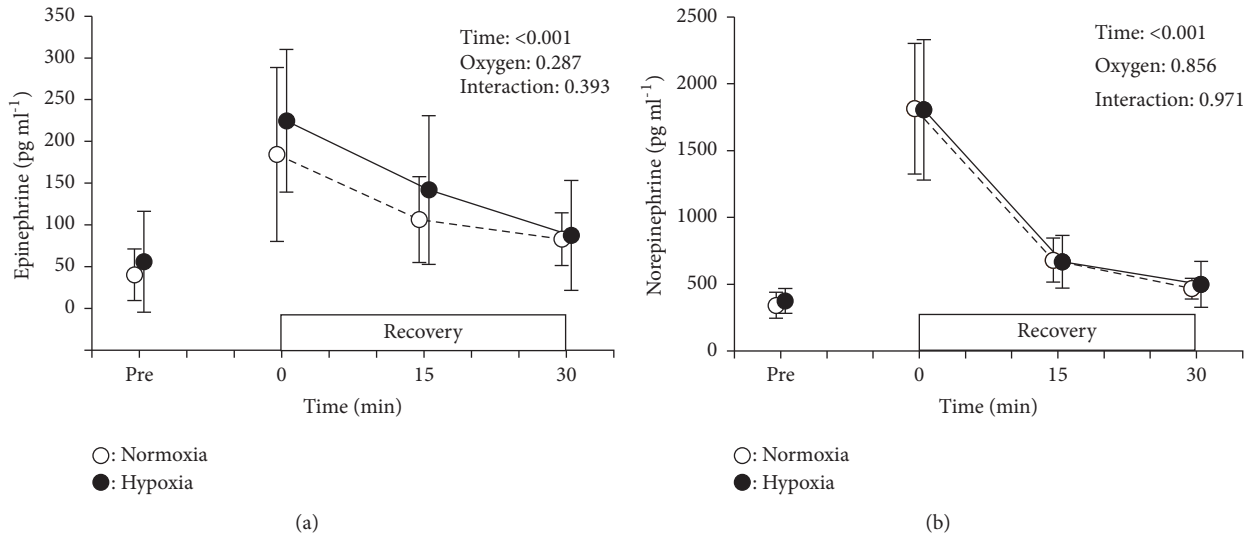 350
300
250
200
150
100
50
0
Epinephrine (pg ml⁻¹)
Time: <0.001
Oxygen: 0.287
Interaction: 0.393
Recovery
Pre 0 15 30
Time (min)
: Normoxia
: Hypoxia
(a)
2500
2000
1500
1000
500
0
Norepinephrine (pg ml⁻¹)
Time: <0.001
Oxygen: 0.856
Interaction: 0.971
Recovery
Pre 0 15 30
Time (min)
: Normoxia
: Hypoxia
(b)